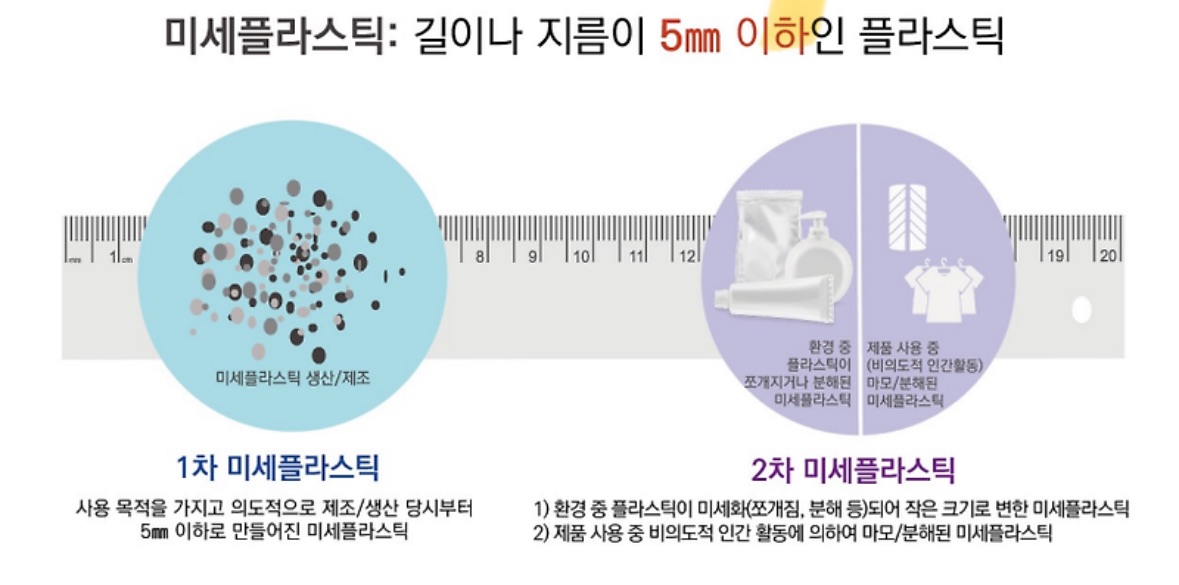 미세플라스틱: 길이나 지름이 5㎜ 이하인 플라스틱
mm 1 cm 8 9 10 11 12 19 20
미세플라스틱 생산/제조
환경 중
플라스틱이
쪼개지거나 분해된
미세플라스틱
제품 사용 중
(비의도적 인간활동)
마모/분해된
미세플라스틱
1차 미세플라스틱
사용 목적을 가지고 의도적으로 제조/생산 당시부터
5㎜ 이하로 만들어진 미세플라스틱
2차 미세플라스틱
1) 환경 중 플라스틱이 미세화(쪼개짐, 분해 등)되어 작은 크기로 변한 미세플라스틱
2) 제품 사용 중 비의도적 인간 활동에 의하여 마모/분해된 미세플라스틱